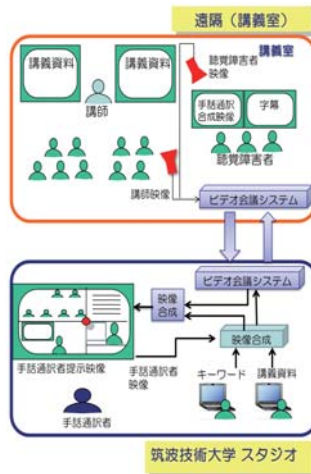 遠隔（講義室）
講義室
講義資料
講義資料
聴覚障害者
映像
講師
手話通訳
合成映像
字幕
聴覚障害者
講師映像
ビデオ会議システム
ビデオ会議システム
映像
合成
映像合成
手話通訳者提示映像
手話通訳者
映像
キーワード
講義資料
手話通訳者
筑波技術大学 スタジオ